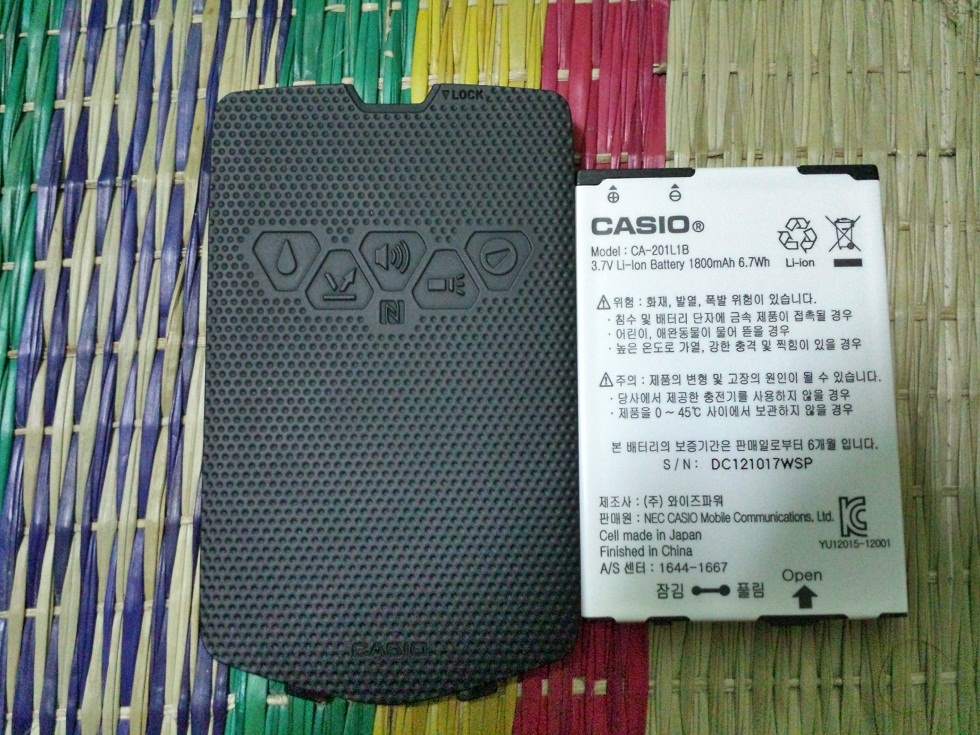 ▽LOCK
CASIO
⊕ ⊖
CASIO®
Model : CA-201L1B
3.7V Li-Ion Battery 1800mAh 6.7Wh
Li-ion
⚠위험 : 화재, 발열, 폭발 위험이 있습니다.
· 침수 및 배터리 단자에 금속 제품이 접촉될 경우
· 어린이, 애완동물이 물어 뜯을 경우
· 높은 온도로 가열, 강한 충격 및 찍힘이 있을 경우
⚠주의 : 제품의 변형 및 고장의 원인이 될 수 있습니다.
· 당사에서 제공한 충전기를 사용하지 않을 경우
· 제품을 0 ~ 45℃ 사이에서 보관하지 않을 경우
본 배터리의 보증기간은 판매일로부터 6개월 입니다.
S / N : DC121017WSP
제조사 : (주) 와이즈파워
판매원 : NEC CASIO Mobile Communications, Ltd.
Cell made in Japan
Finished in China
A/S 센터 : 1644-1667
YU12015-12001
잠김 풀림
Open